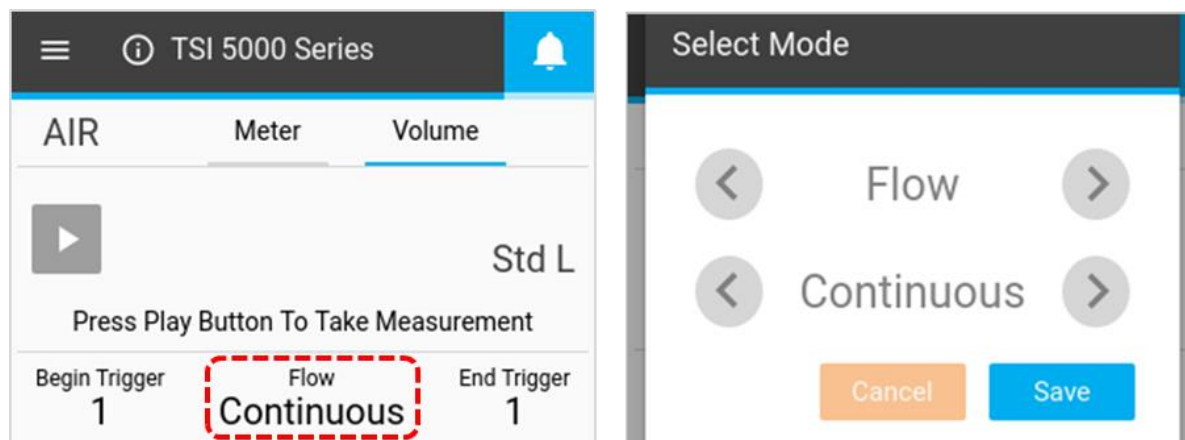 TSI 5000 Series
AIR Meter Volume
Std L
Press Play Button To Take Measurement
Begin Trigger Flow End Trigger
1 Continuous 1
Select Mode
Flow
Continuous
Cancel Save